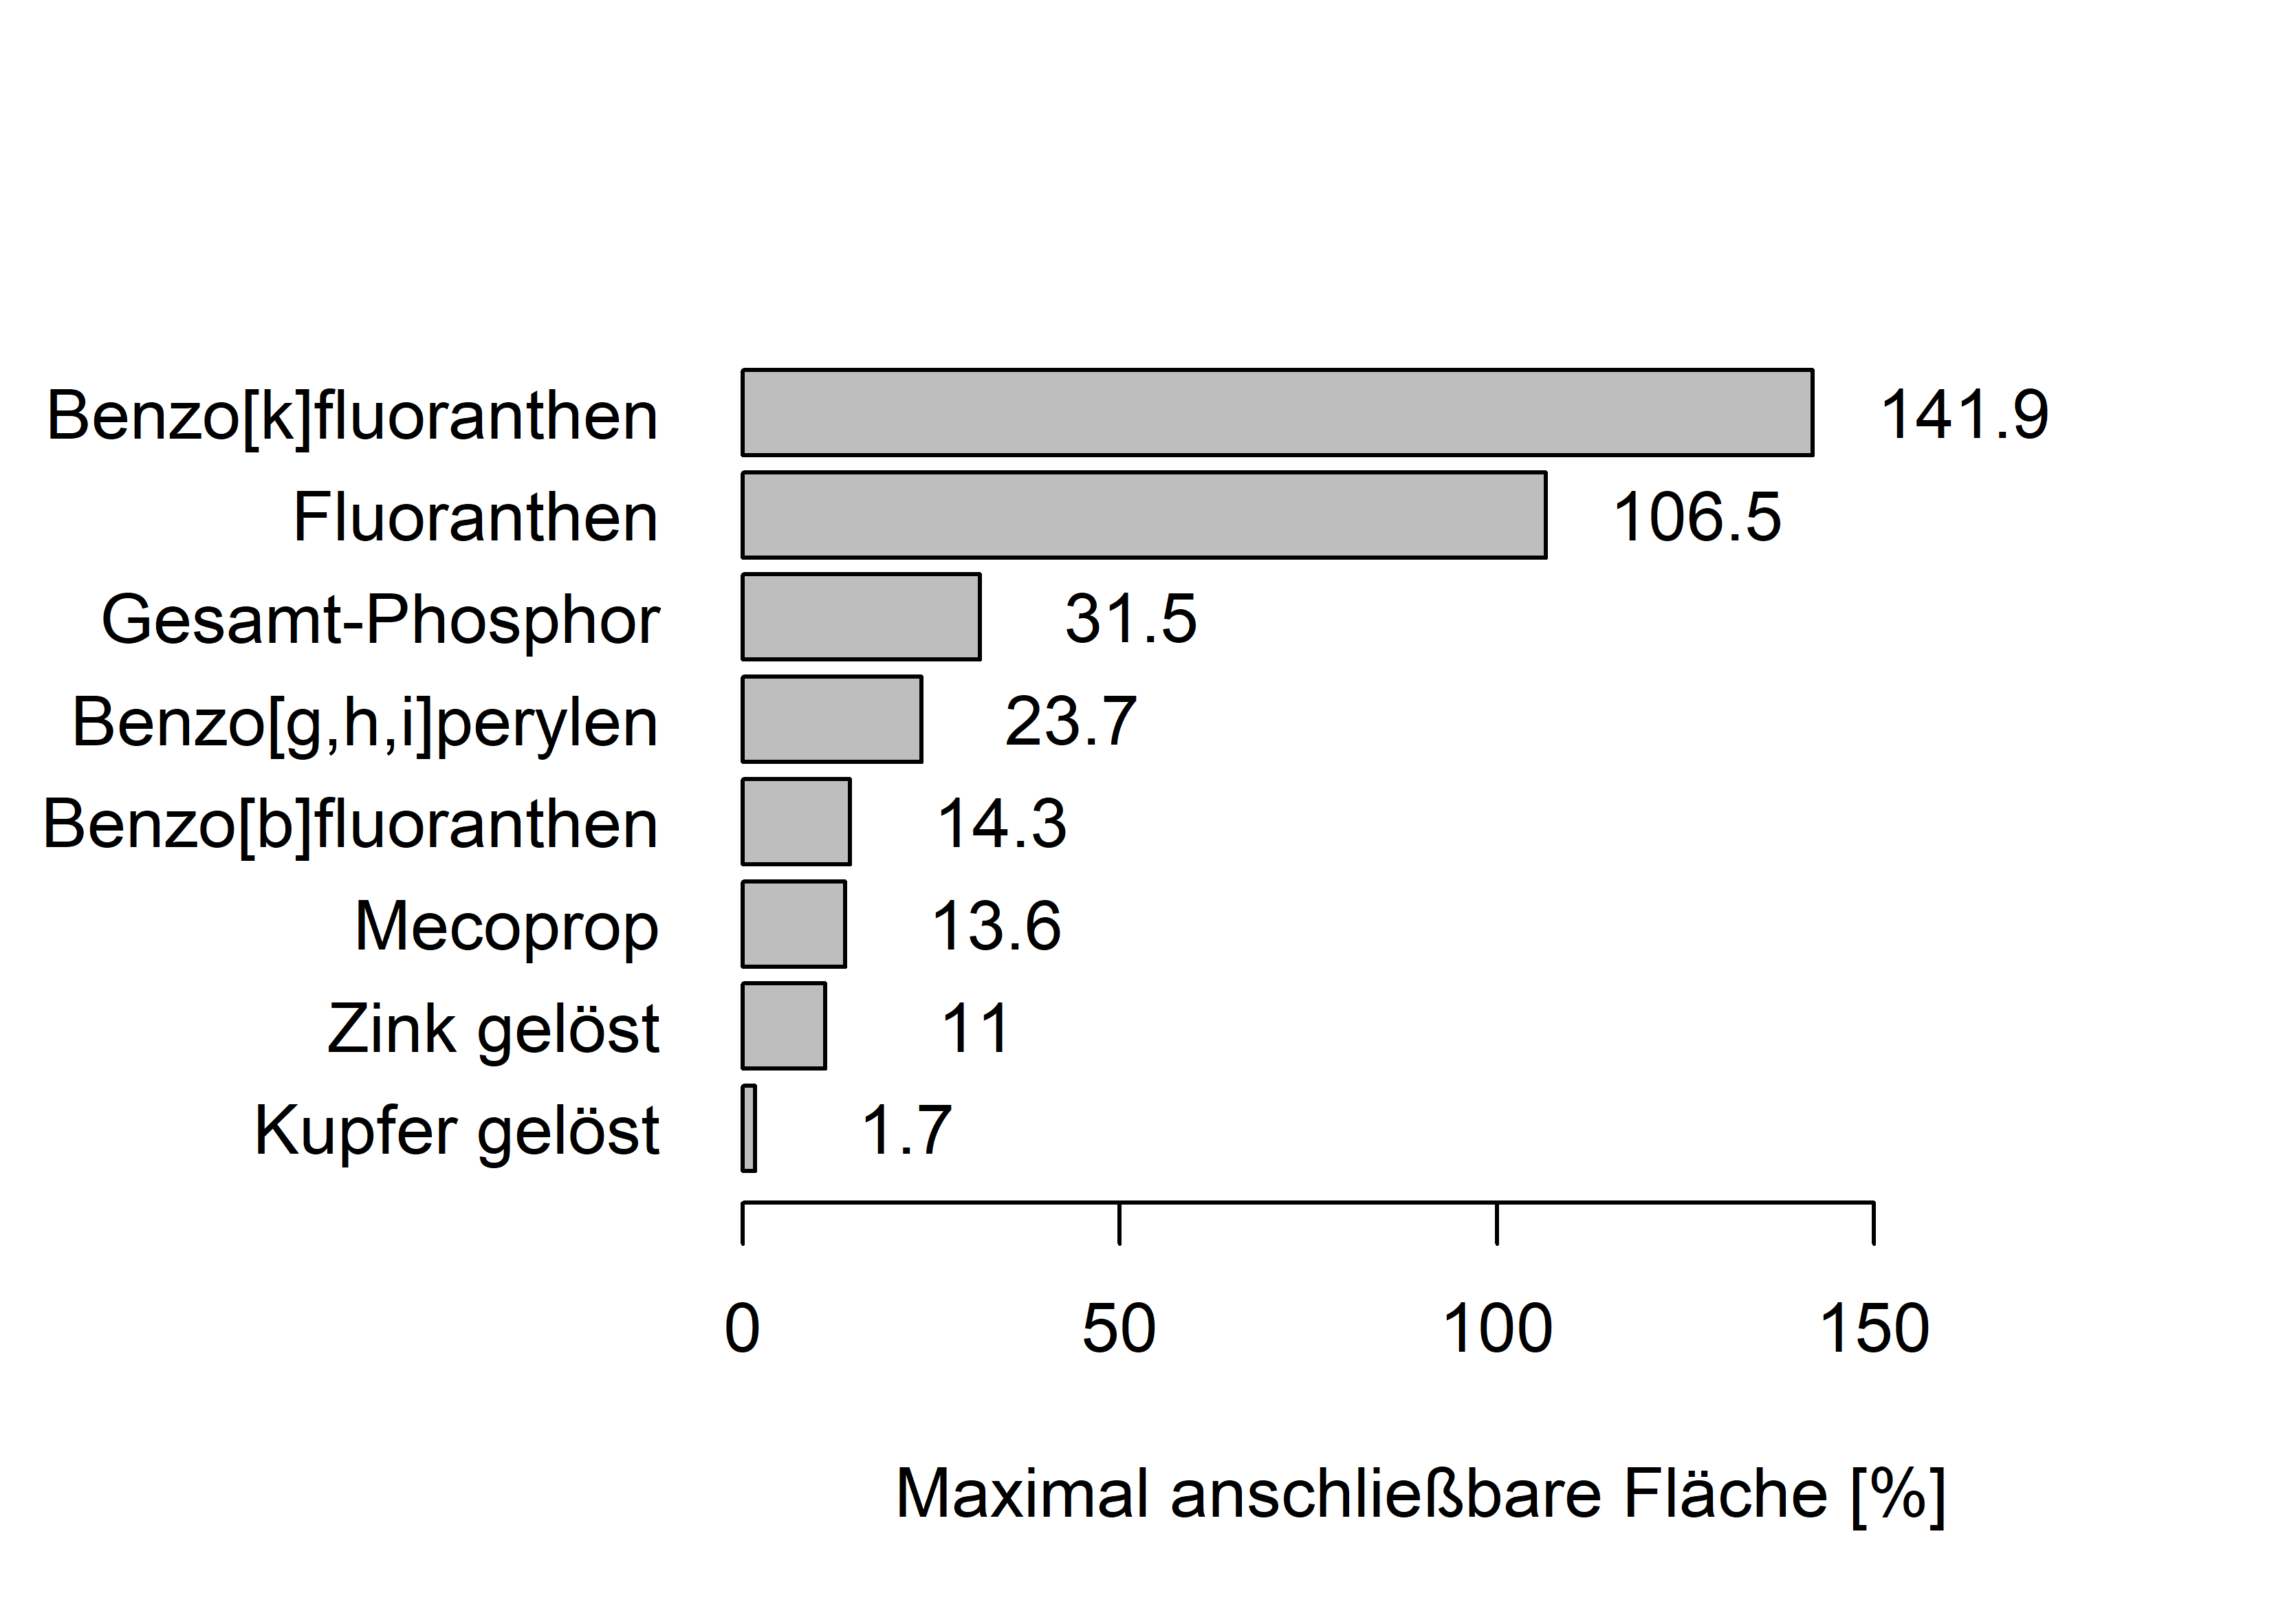 Benzo[k]fluoranthen 141.9
Fluoranthen 106.5
Gesamt-Phosphor 31.5
Benzo[g,h,i]perylen 23.7
Benzo[b]fluoranthen 14.3
Mecoprop 13.6
Zink gelöst 11
Kupfer gelöst 1.7
0 50 100 150
Maximal anschließbare Fläche [%]